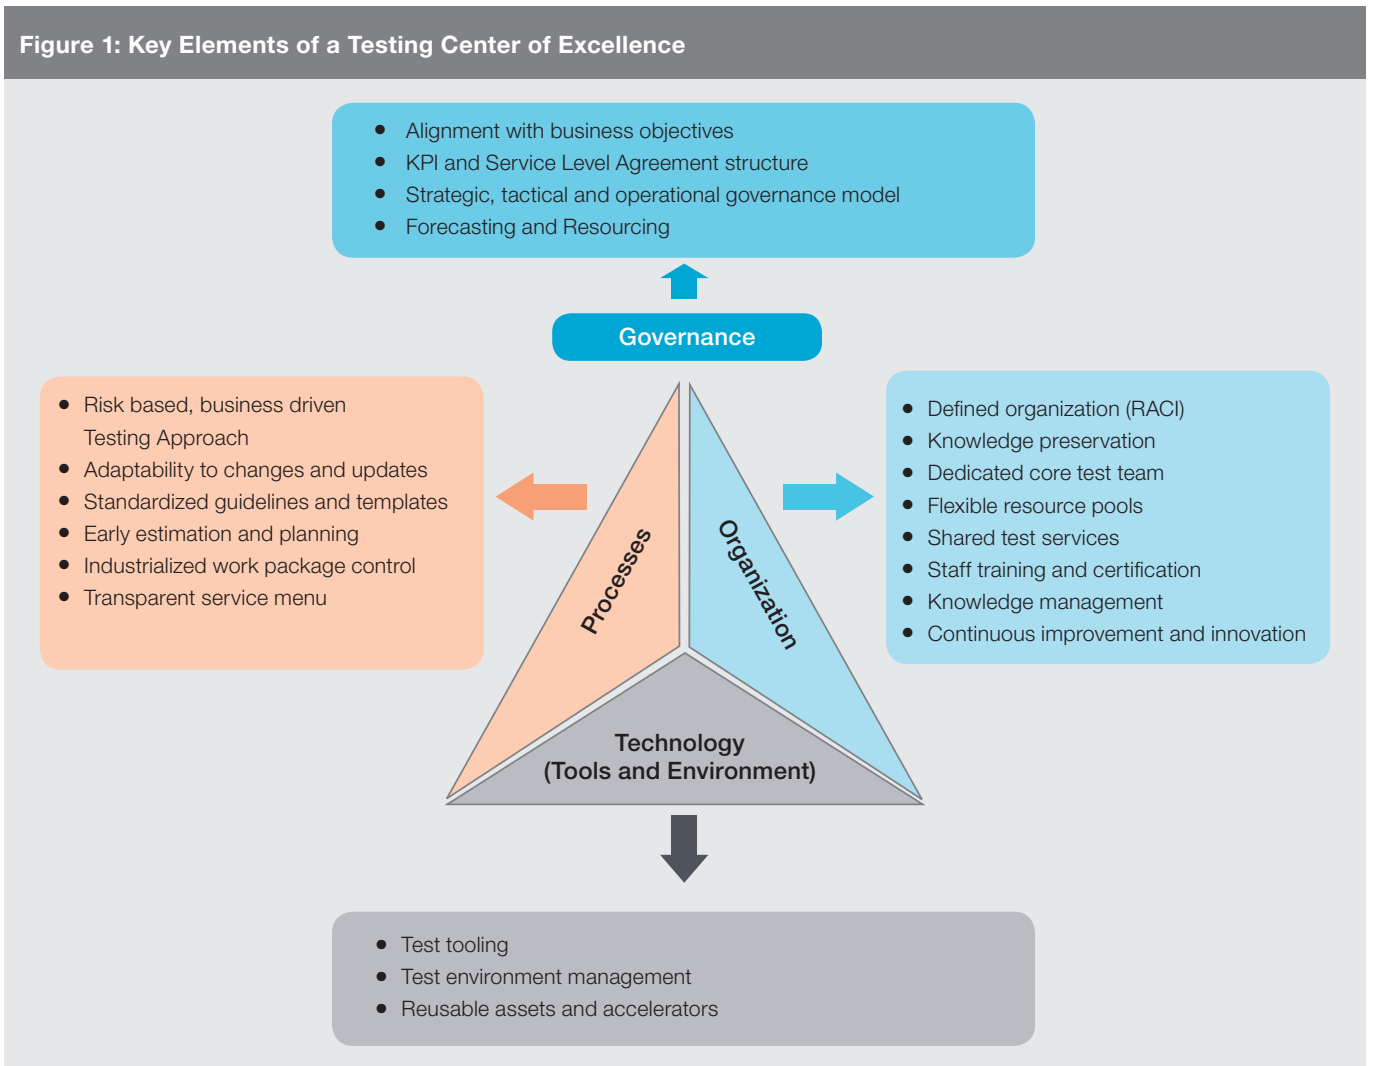 Figure 1: Key Elements of a Testing Center of Excellence
• Alignment with business objectives
• KPI and Service Level Agreement structure
• Strategic, tactical and operational governance model
• Forecasting and Resourcing
Governance
• Risk based, business driven
Testing Approach
• Adaptability to changes and updates
• Standardized guidelines and templates
• Early estimation and planning
• Industrialized work package control
• Transparent service menu
Processes
Organization
• Defined organization (RACI)
• Knowledge preservation
• Dedicated core test team
• Flexible resource pools
• Shared test services
• Staff training and certification
• Knowledge management
• Continuous improvement and innovation
Technology
(Tools and Environment)
• Test tooling
• Test environment management
• Reusable assets and accelerators